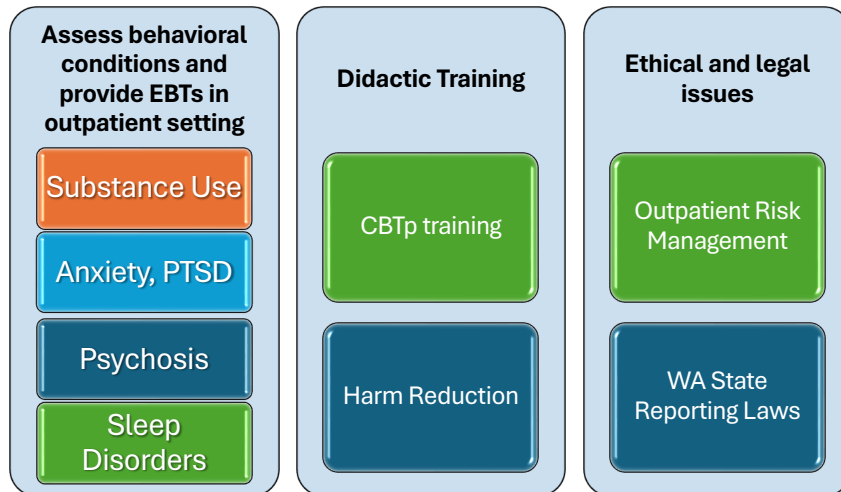 Assess behavioral
conditions and
provide EBTs in
outpatient setting
Substance Use
Anxiety, PTSD
Psychosis
Sleep
Disorders
Didactic Training
CBTp training
Harm Reduction
Ethical and legal
issues
Outpatient Risk
Management
WA State
Reporting Laws